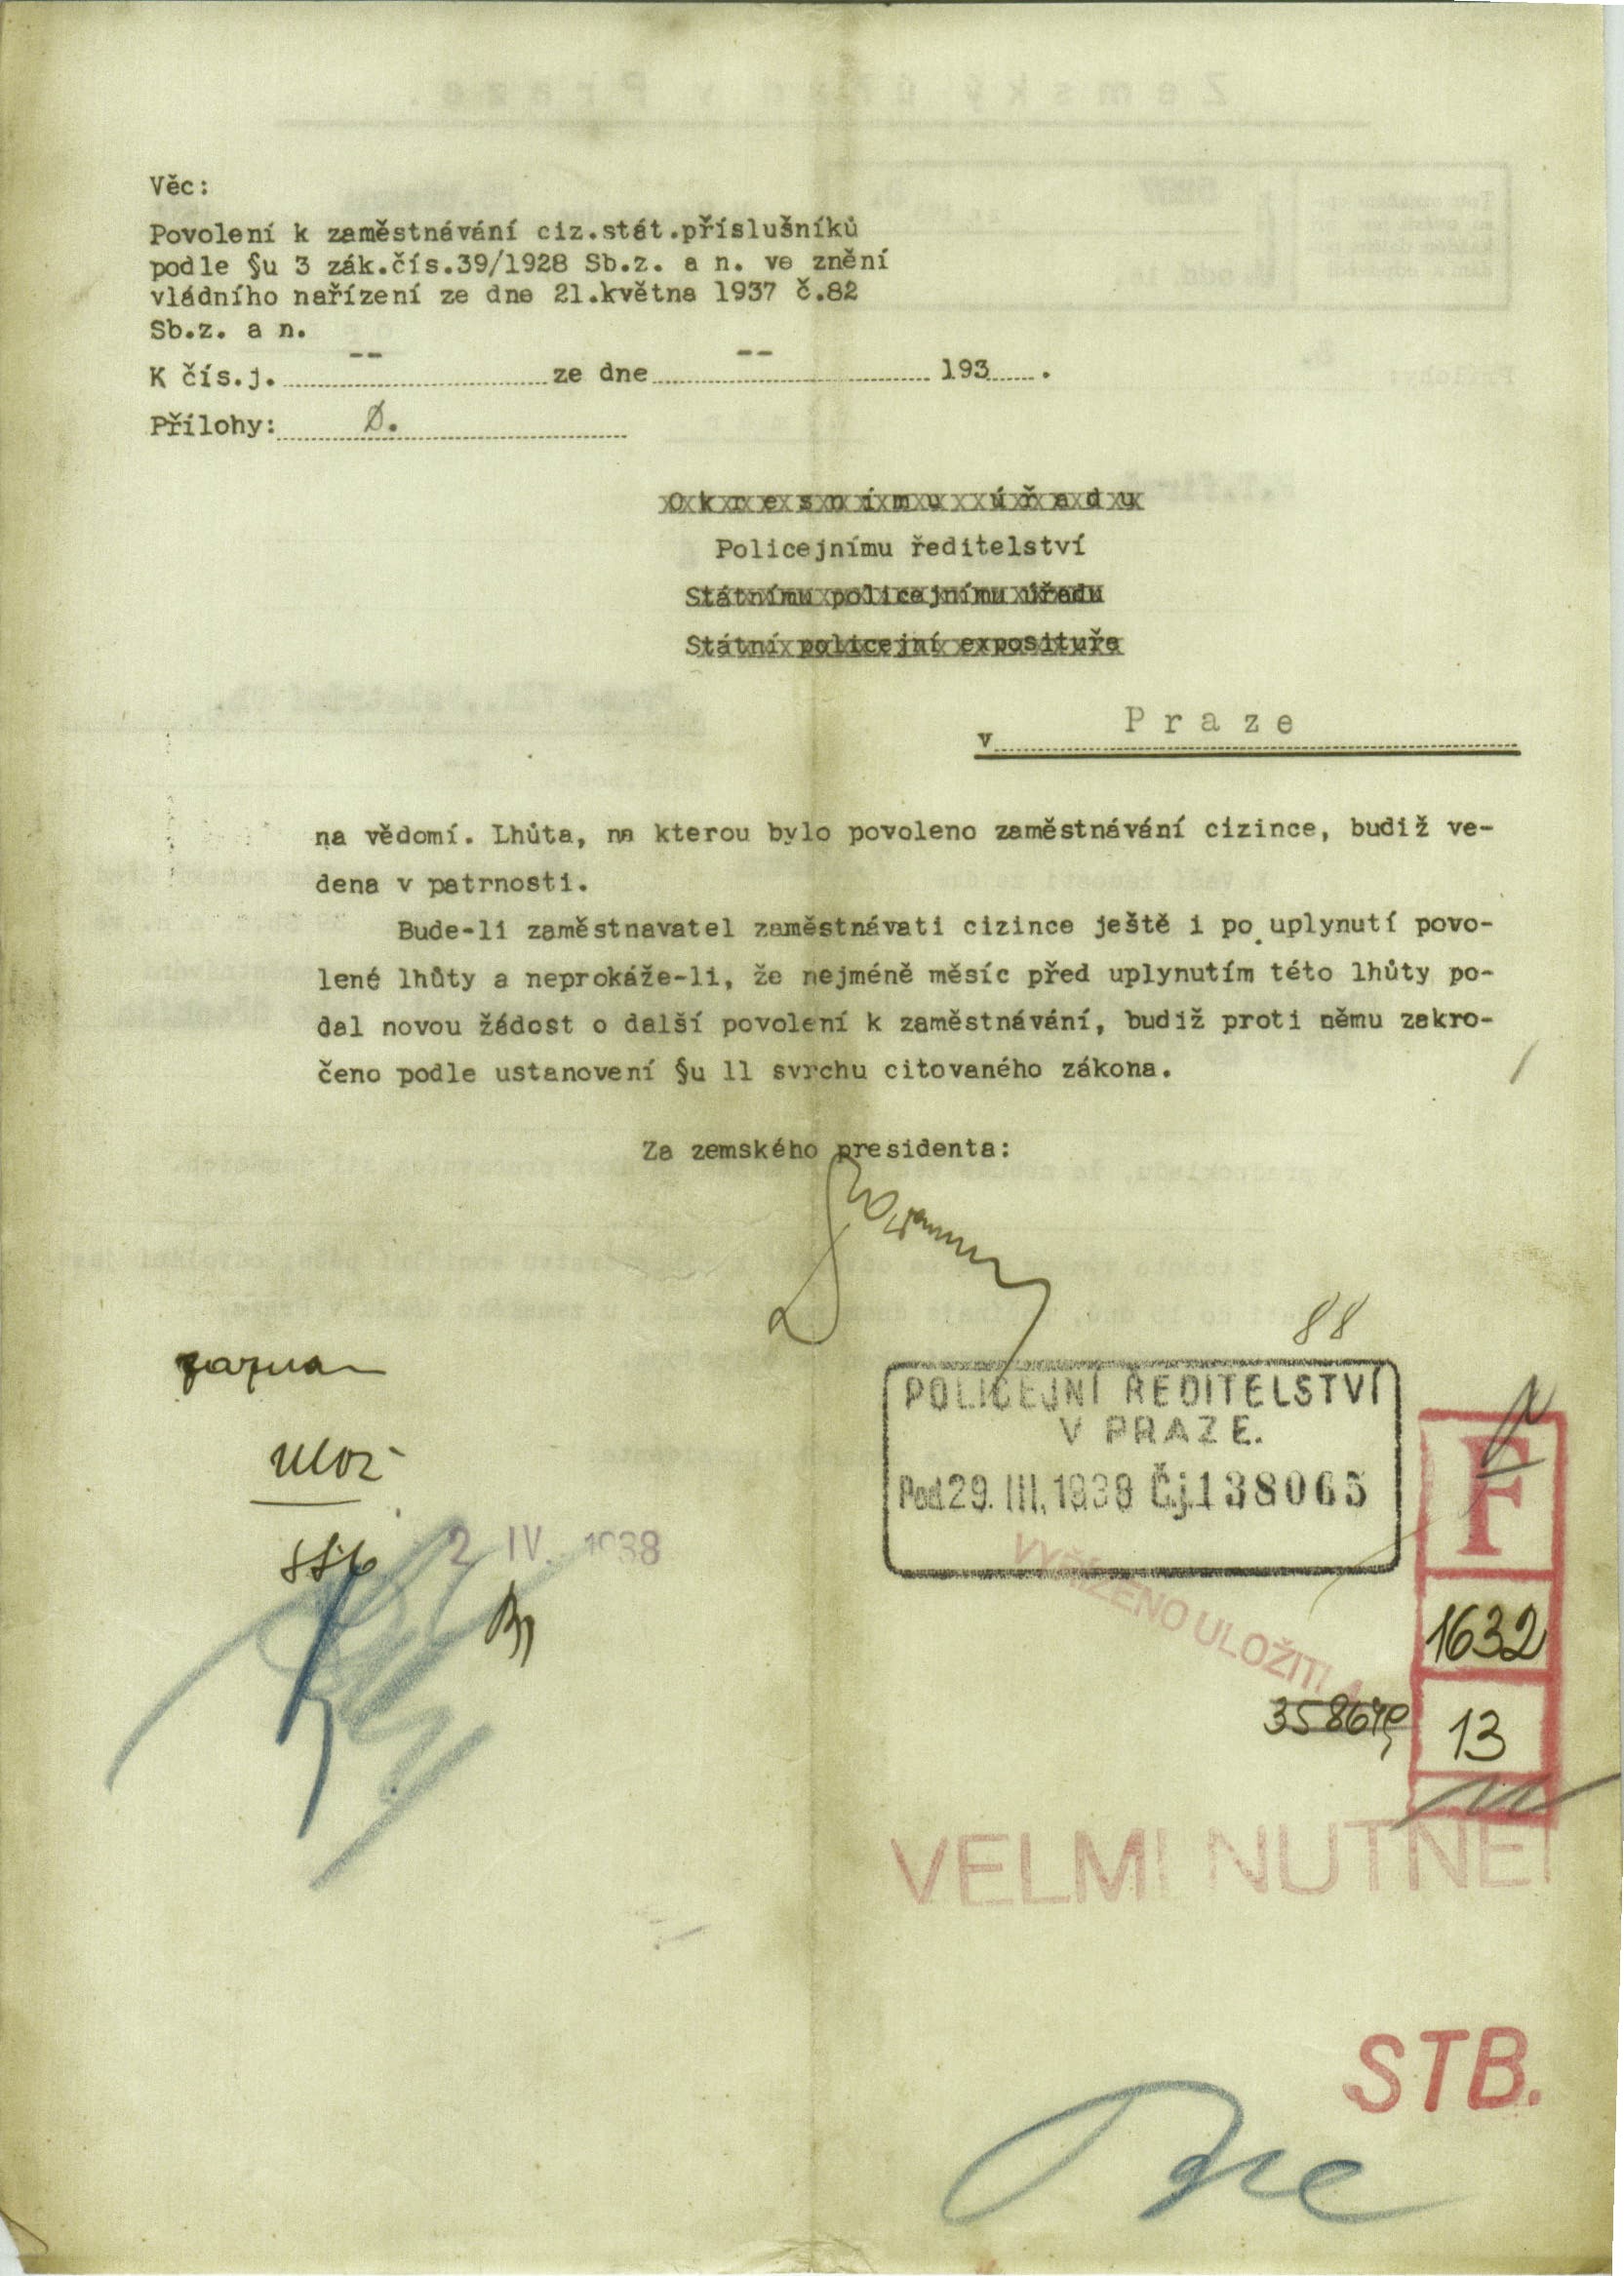 Věc:
Povolení k zaměstnávání ciz.stát.příslušníků
podle §u 3 zák.čís.39/1928 Sb.z. a n. ve znění
vládního nařízení ze dne 21.května 1937 č.82
Sb.z. a n.
K čís.j. -- ze dne -- 193 .
Přílohy: Ø.
Okresnímu úřadu
Policejnímu ředitelství
Státnímu policejnímu úřadu
Státní policejní exposituře
v Praze
na vědomí. Lhůta, na kterou bylo povoleno zaměstnávání cizince, budiž ve-
dena v patrnosti.
Bude-li zaměstnavatel zaměstnávati cizince ještě i po uplynutí povo-
lené lhůty a neprokáže-li, že nejméně měsíc před uplynutím této lhůty po-
dal novou žádost o další povolení k zaměstnávání, budiž proti němu zakro-
čeno podle ustanovení §u 11 svrchu citovaného zákona.
Za zemského presidenta:
88
POLICEJNÍ ŘEDITELSTVÍ
V PRAZE.
Pod 29. III. 1938 Č.j. 138065
F
2 IV. 1938
VYŘÍZENO ULOŽITI
1632
13
VELMI NUTNÉ!
STB.